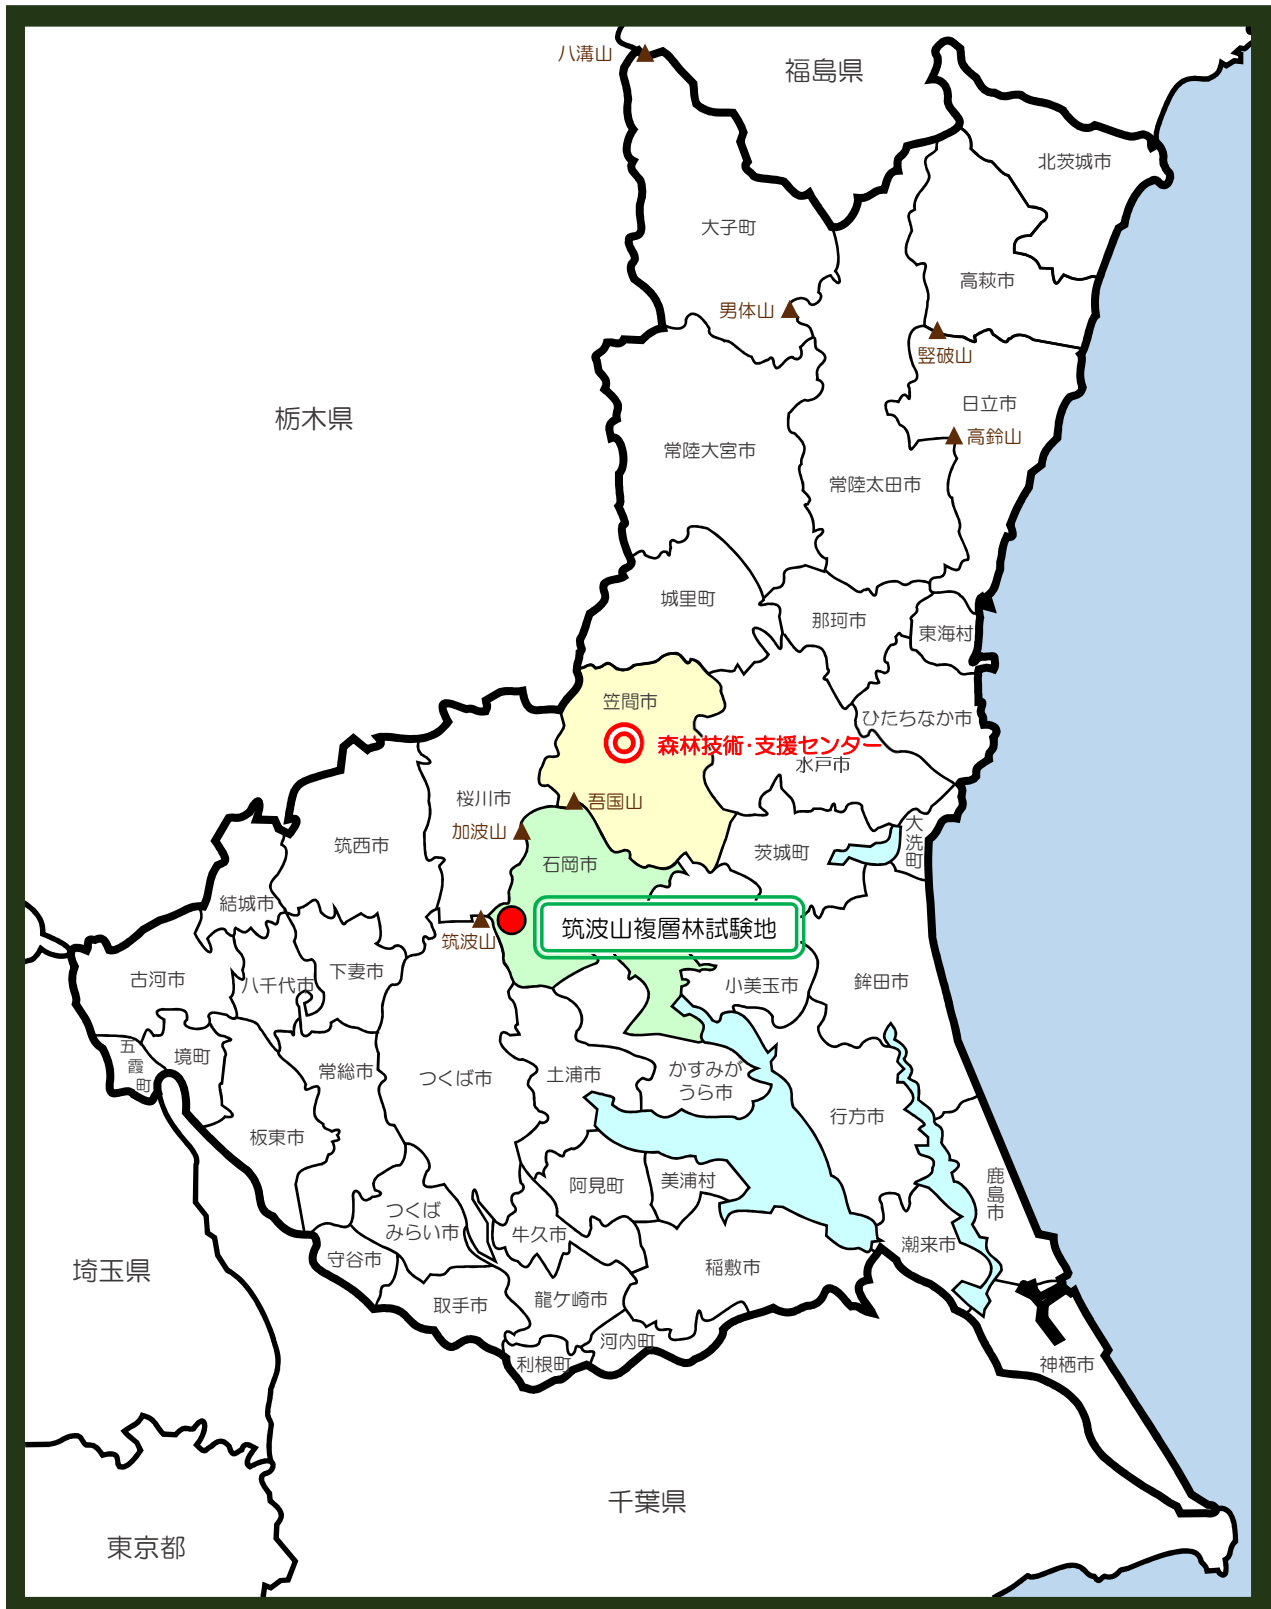 八溝山
福島県
北茨城市
大子町
高萩市
男体山
竪破山
日立市
栃木県
高鈴山
常陸大宮市
常陸太田市
城里町
那珂市
東海村
笠間市
ひたちなか市
森林技術・支援センター
水戸市
桜川市
吾国山
加波山
大洗町
筑西市
茨城町
石岡市
結城市
筑波山複層林試験地
筑波山
古河市
八千代市
下妻市
小美玉市
鉾田市
五霞町
境町
常総市
つくば市
土浦市
かすみが
うら市
行方市
板東市
阿見町
美浦村
鹿島市
つくば
みらい市
牛久市
潮来市
守谷市
稲敷市
埼玉県
取手市
龍ケ崎市
河内町
利根町
神栖市
千葉県
東京都